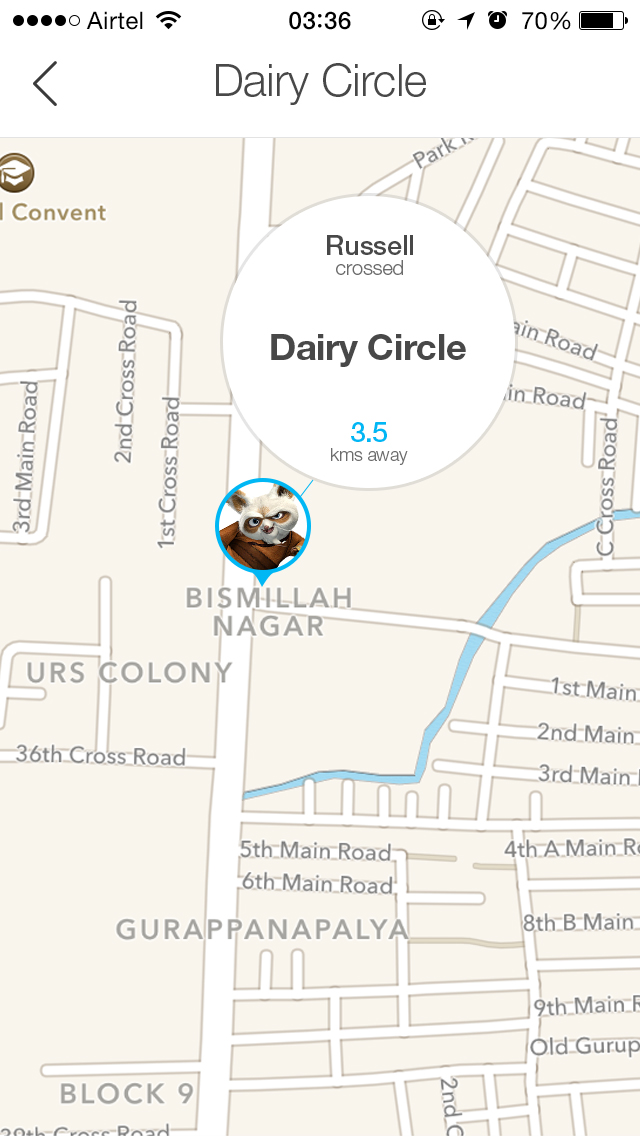 Airtel 03:36 70%
Dairy Circle
Park
l Convent
Russell
crossed
Dairy Circle
3.5
kms away
ain Road
in Road
2nd Cross Road
3rd Main Road
1st Cross Road
C Cross Road
BISMILLAH
NAGAR
URS COLONY
1st Main
2nd Main
36th Cross Road
3rd Main
5th Main Road
4th A Main R
6th Main Road
GURAPPANAPALYA
8th B Main
9th Main
Old Gurup
BLOCK 9
2nd C
39th Cross Road